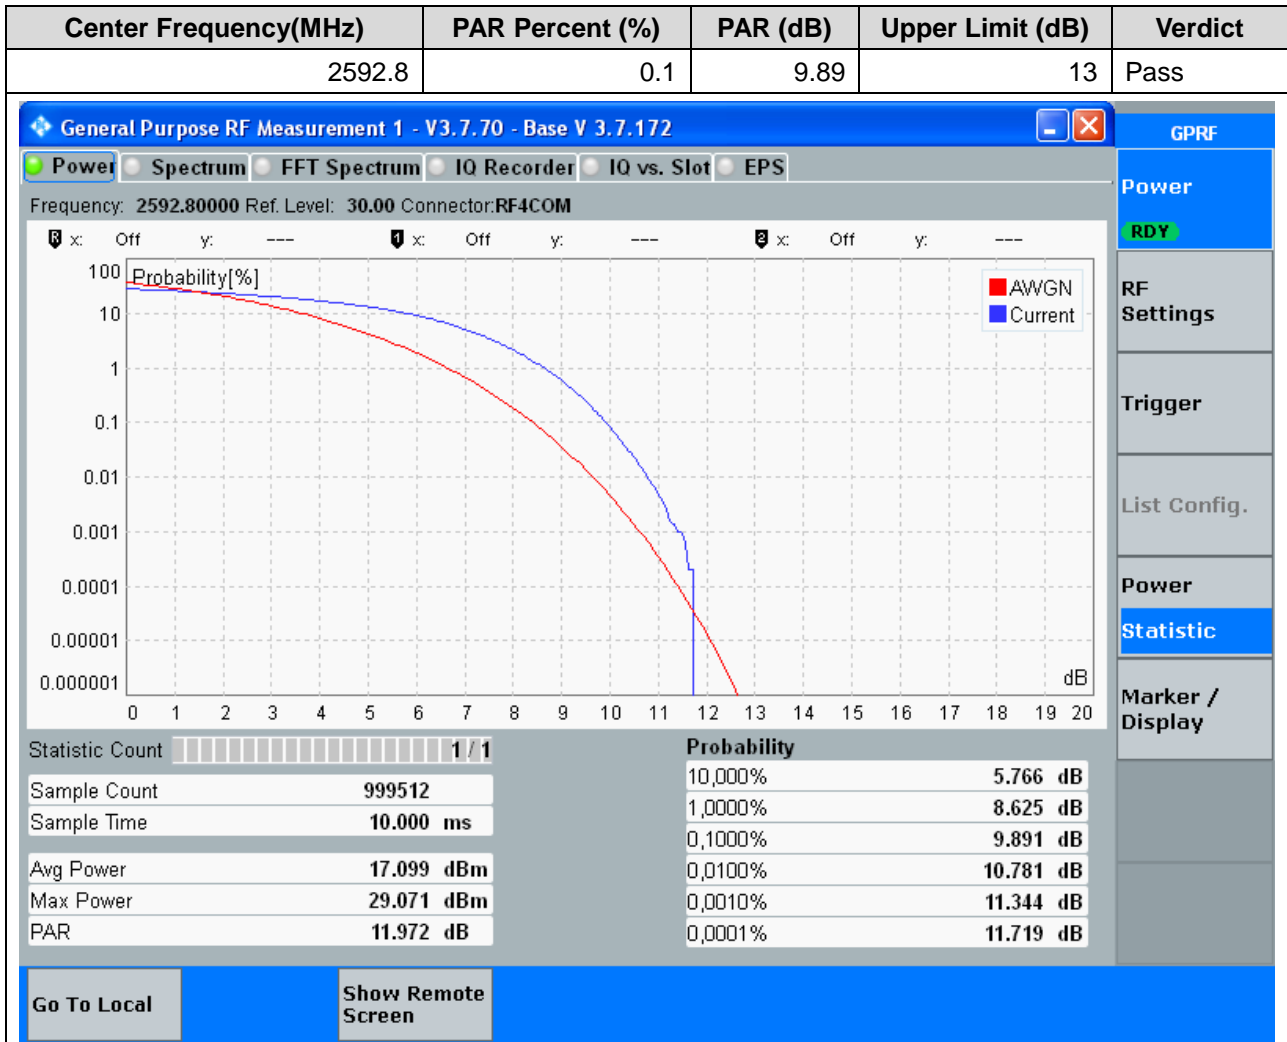 Center Frequency(MHz) PAR Percent (%) PAR (dB) Upper Limit (dB) Verdict
2592.8 0.1 9.89 13 Pass
General Purpose RF Measurement 1 - V3.7.70 - Base V 3.7.172
GPRF
Power Spectrum FFT Spectrum IQ Recorder IQ vs. Slot EPS
Frequency: 2592.80000 Ref. Level: 30.00 Connector:RF4COM
R x: Off y: --- 1 x: Off y: --- 2 x: Off y: ---
Probability[%]
100
10
1
0.1
0.01
0.001
0.0001
0.00001
0.000001
AWGN
Current
dB
0 1 2 3 4 5 6 7 8 9 10 11 12 13 14 15 16 17 18 19 20
Statistic Count 1 / 1
Sample Count 999512
Sample Time 10.000 ms
Avg Power 17.099 dBm
Max Power 29.071 dBm
PAR 11.972 dB
Probability
10,000% 5.766 dB
1,0000% 8.625 dB
0,1000% 9.891 dB
0,0100% 10.781 dB
0,0010% 11.344 dB
0,0001% 11.719 dB
Power
RDY
RF
Settings
Trigger
List Config.
Power
Statistic
Marker /
Display
Go To Local
Show Remote
Screen